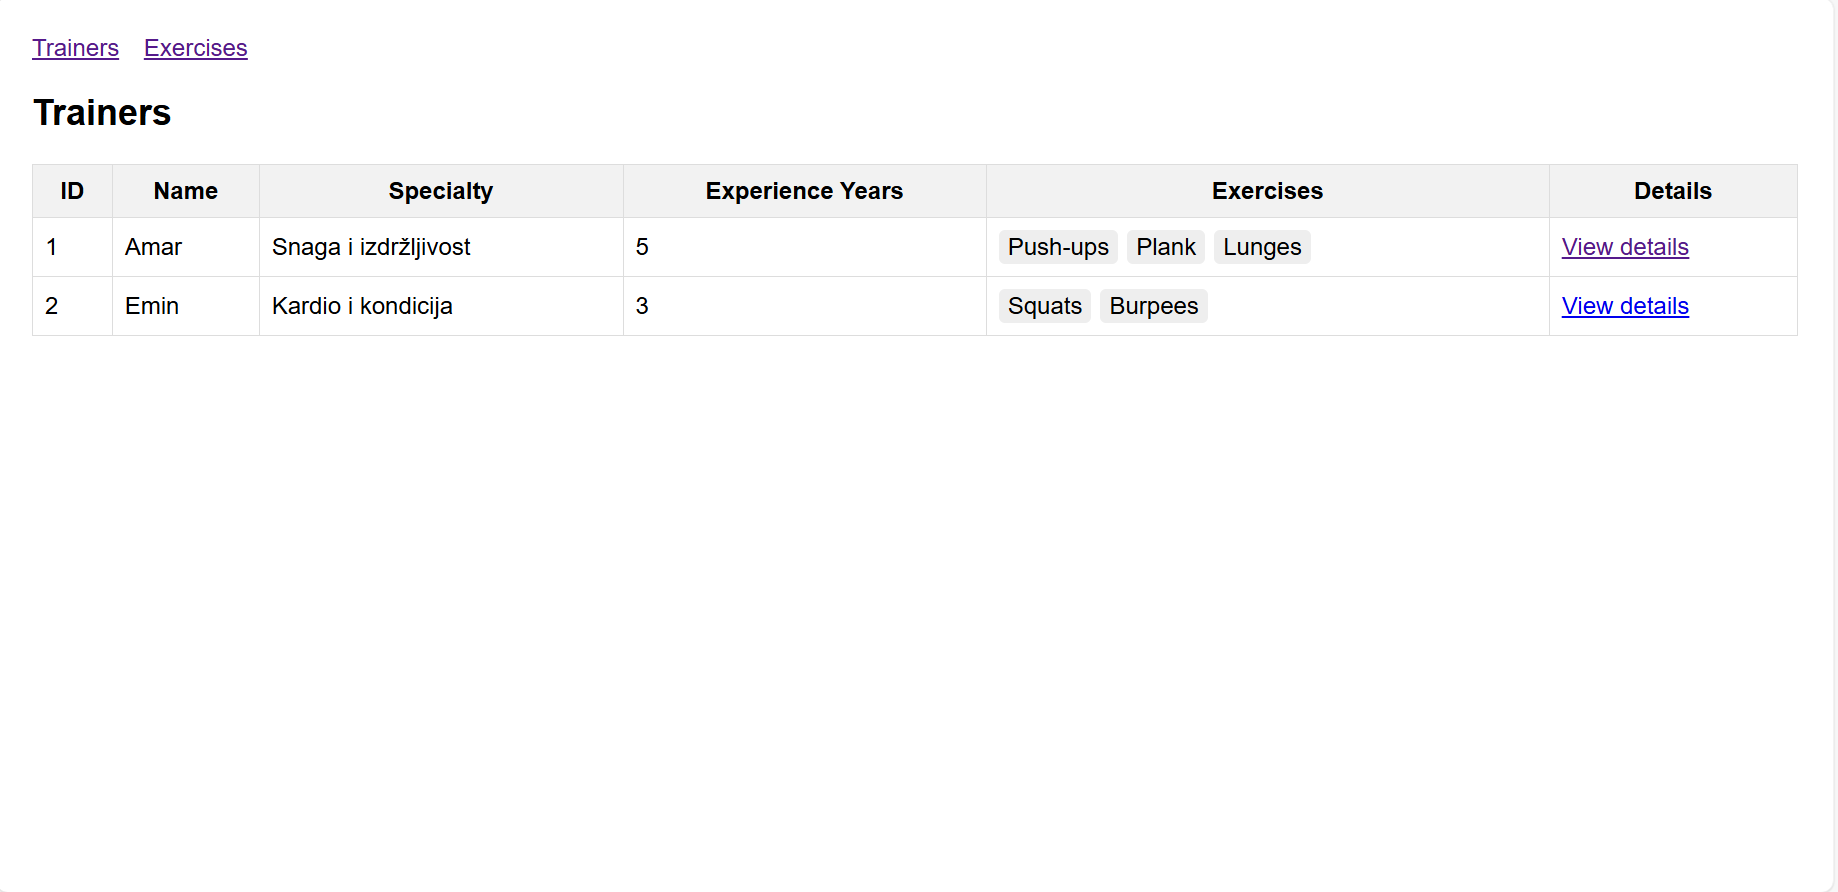 Trainers Exercises
Trainers
ID Name Specialty Experience Years Exercises Details
1 Amar Snaga i izdržljivost 5 Push-ups Plank Lunges View details
2 Emin Kardio i kondicija 3 Squats Burpees View details